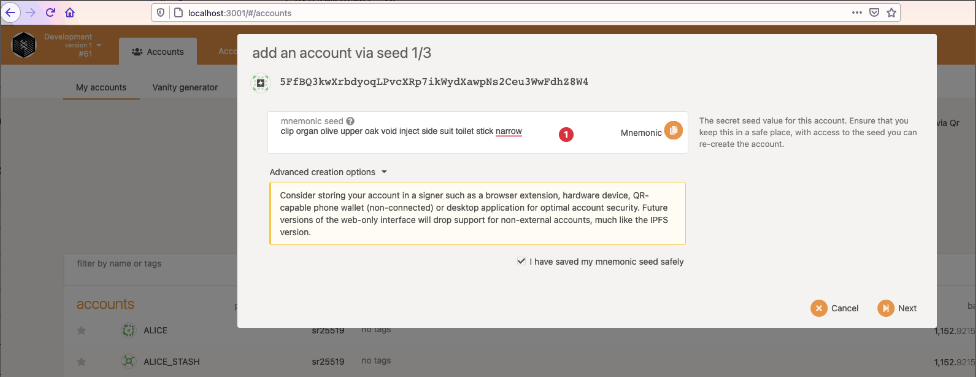 localhost:3001/#/accounts
Development
version 1
#61
Accounts
Acco
My accounts
Vanity generator
via Qr
add an account via seed 1/3
5FfBQ3kwXrbdyoqLPvcXRp7ikWydXawpNs2Ceu3WwFdhZ8W4
mnemonic seed ?
clip organ olive upper oak void inject side suit toilet stick narrow
1
Mnemonic
The secret seed value for this account. Ensure that you
keep this in a safe place, with access to the seed you can
re-create the account.
Advanced creation options
Consider storing your account in a signer such as a browser extension, hardware device, QR-
capable phone wallet (non-connected) or desktop application for optimal account security. Future
versions of the web-only interface will drop support for non-external accounts, much like the IPFS
version.
I have saved my mnemonic seed safely
Cancel
Next
filter by name or tags
accounts
ba
ALICE
sr25519
no tags
1,152.9215
ALICE_STASH
sr25519
no tags
1,152.9215